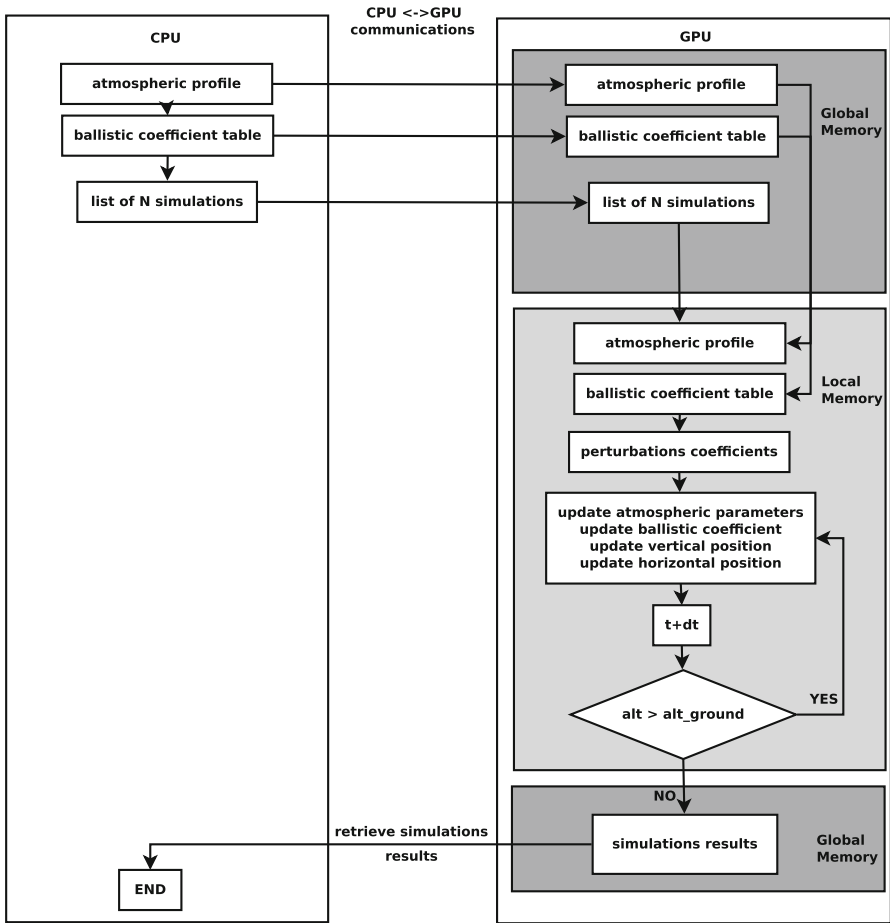 CPU <->GPU
communications
CPU
GPU
atmospheric profile
ballistic coefficient table
list of N simulations
atmospheric profile
ballistic coefficient table
list of N simulations
Global
Memory
atmospheric profile
ballistic coefficient table
Local
Memory
perturbations coefficients
update atmospheric parameters
update ballistic coefficient
update vertical position
update horizontal position
t+dt
alt > alt_ground
YES
NO
simulations results
Global
Memory
retrieve simulations
results
END